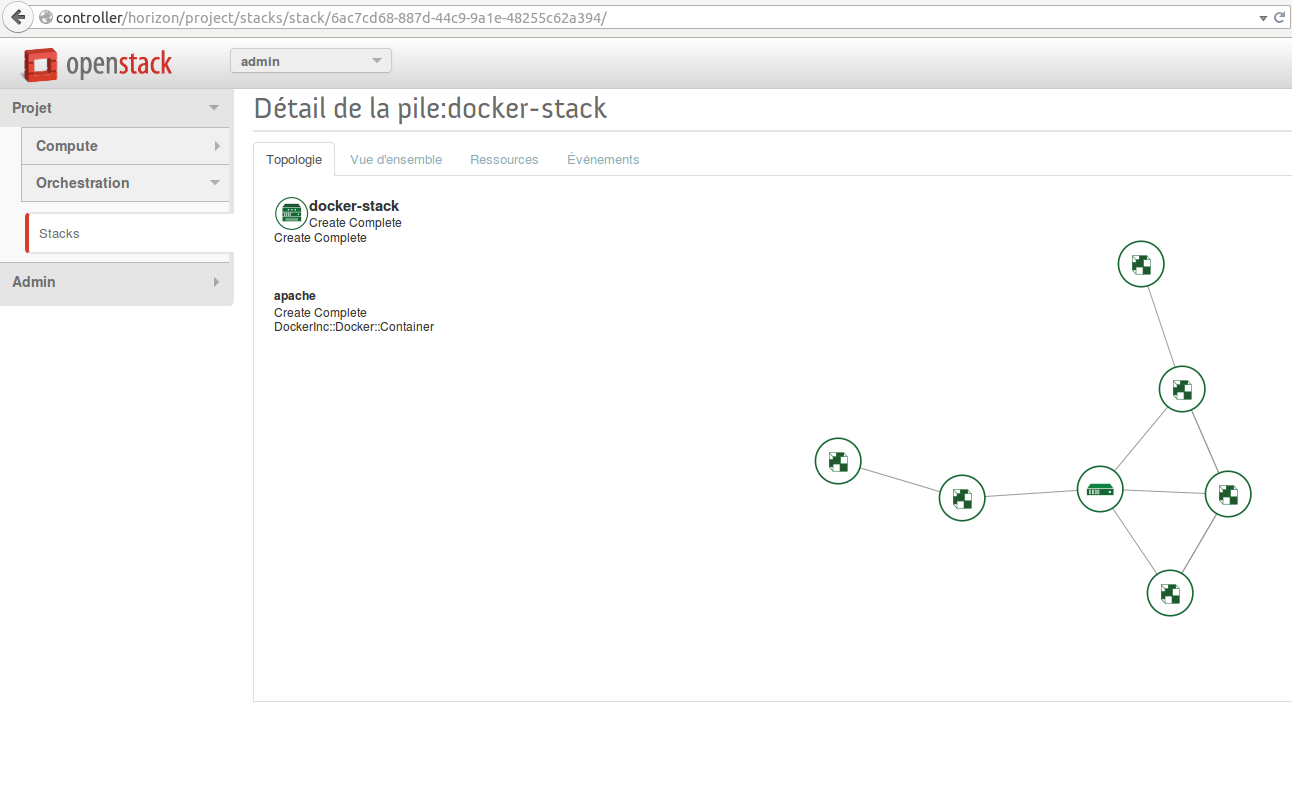 controller/horizon/project/stacks/stack/6ac7cd68-887d-44c9-9a1e-48255c62a394/
openstack
admin
Projet
Compute
Orchestration
Stacks
Admin
Détail de la pile:docker-stack
Topologie Vue d'ensemble Ressources Événements
docker-stack
Create Complete
Create Complete
apache
Create Complete
DockerInc::Docker::Container